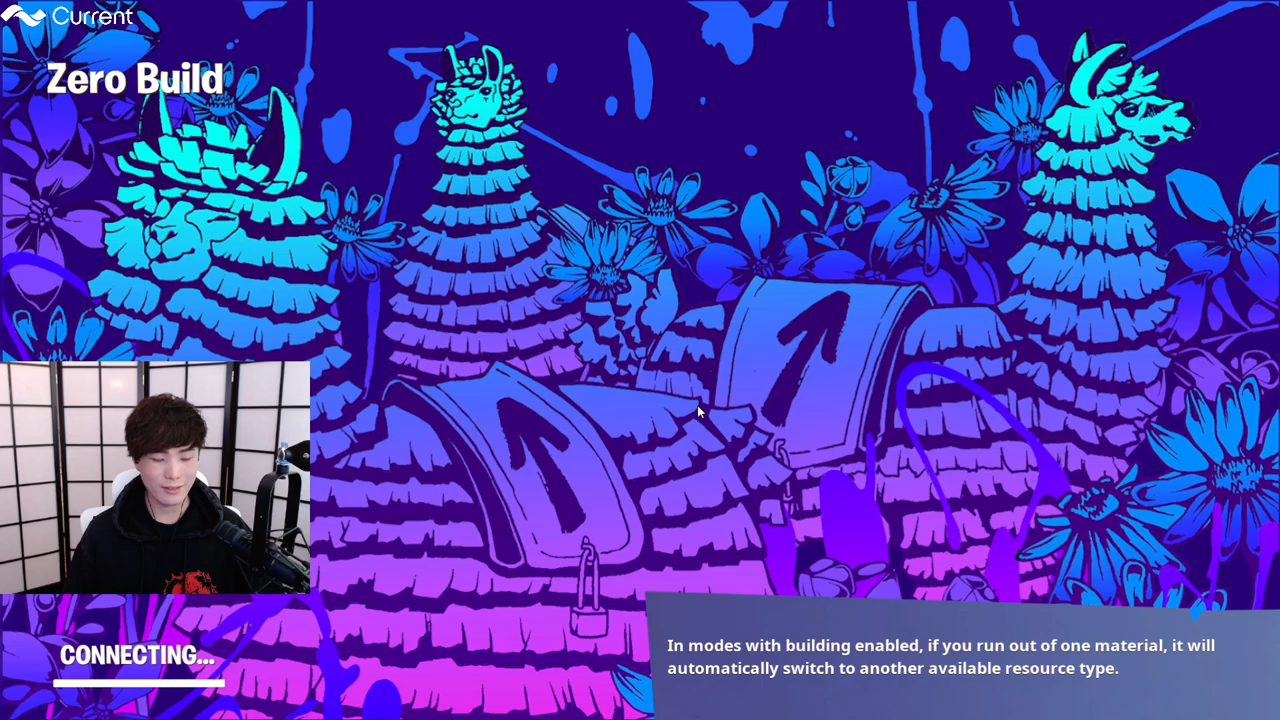 Current
Zero Build
CONNECTING...
In modes with building enabled, if you run out of one material, it will
automatically switch to another available resource type.